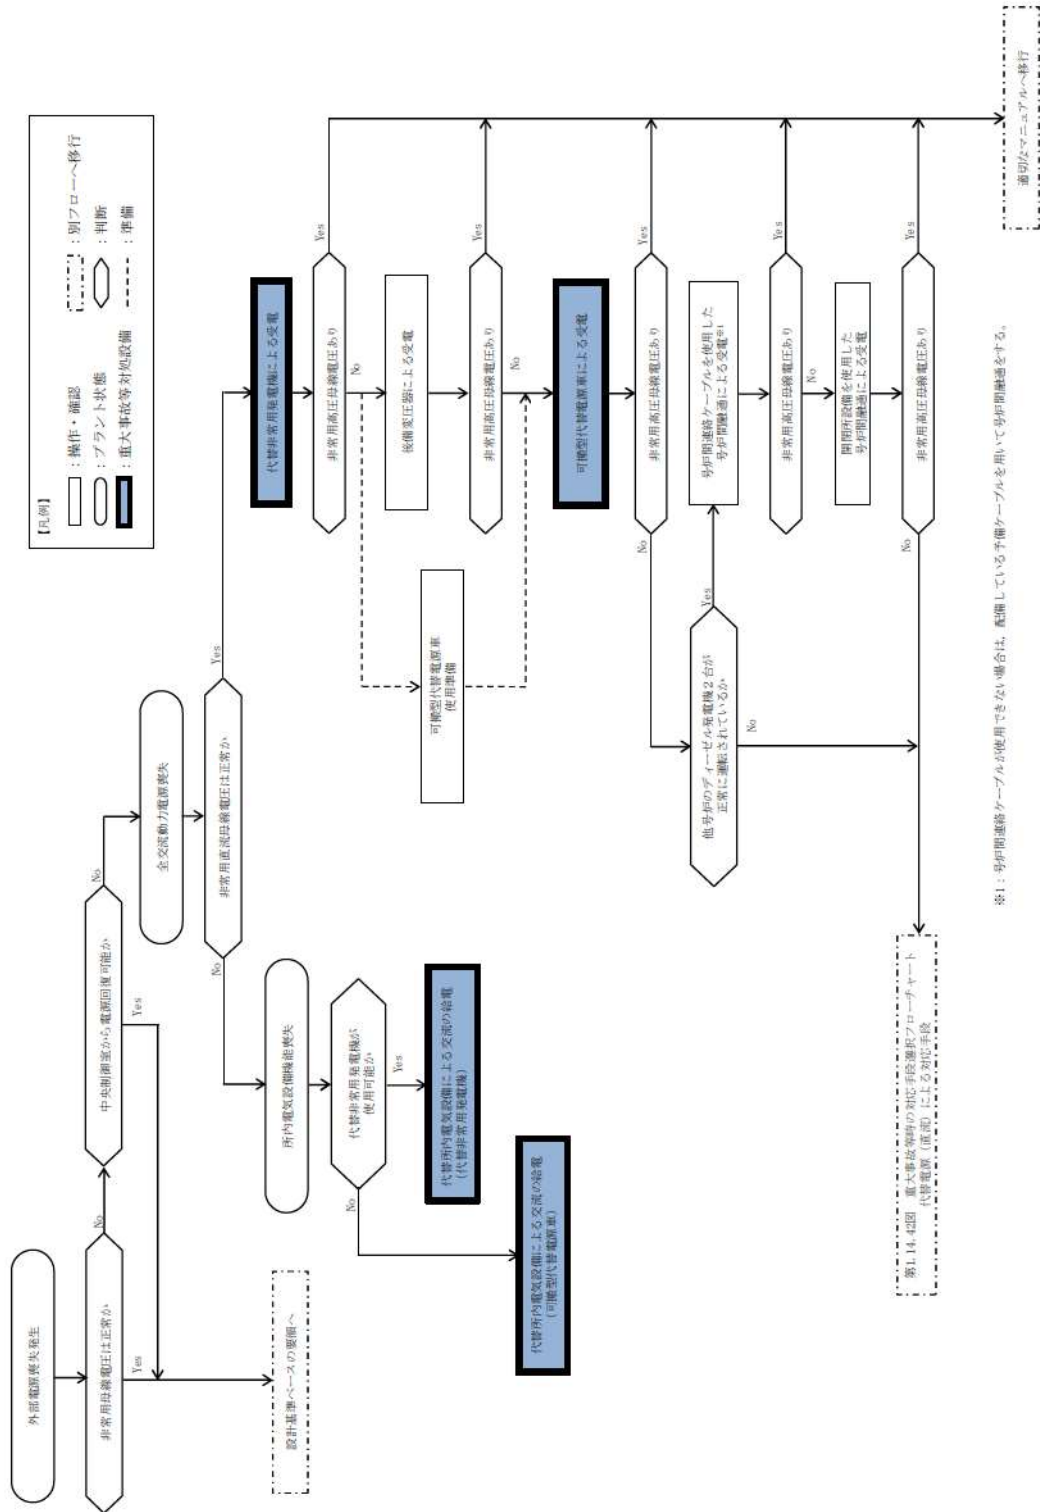 外部電源喪失発生
非常用母線電圧は正常か
No
Yes
設計基準ベースの要領へ
中央制御室から電源回復可能か
No
Yes
全交流動力電源喪失
非常用直流母線電圧は正常か
No
Yes
所内電気設備機能喪失
代替非常用発電機が
使用可能か
Yes
No
代替所内電気設備による交流の給電
(代替非常用発電機)
代替所内電気設備による交流の給電
(可搬型代替電源車)
【凡例】
：操作・確認
：プラント状態
：重大事故等対処設備
：別フローへ移行
：判断
：準備
代替非常用発電機による受電
非常用高圧母線電圧あり
Yes
No
後備変圧器による受電
可搬型代替電源車
使用準備
非常用高圧母線電圧あり
Yes
No
可搬型代替電源車による受電
非常用高圧母線電圧あり
Yes
No
他号炉のディーゼル発電機２台が
正常に運転されているか
Yes
No
号炉間連絡ケーブルを使用した
号炉間融通による受電※1
非常用高圧母線電圧あり
Yes
No
開閉所設備を使用した
号炉間融通による受電
非常用高圧母線電圧あり
Yes
No
適切なマニュアルへ移行
第1.14.42図　重大事故等時の対応手段選択フローチャート
代替電源（直流）による対応手段
※1：号炉間連絡ケーブルが使用できない場合は，配備している予備ケーブルを用いて号炉間融通をする。